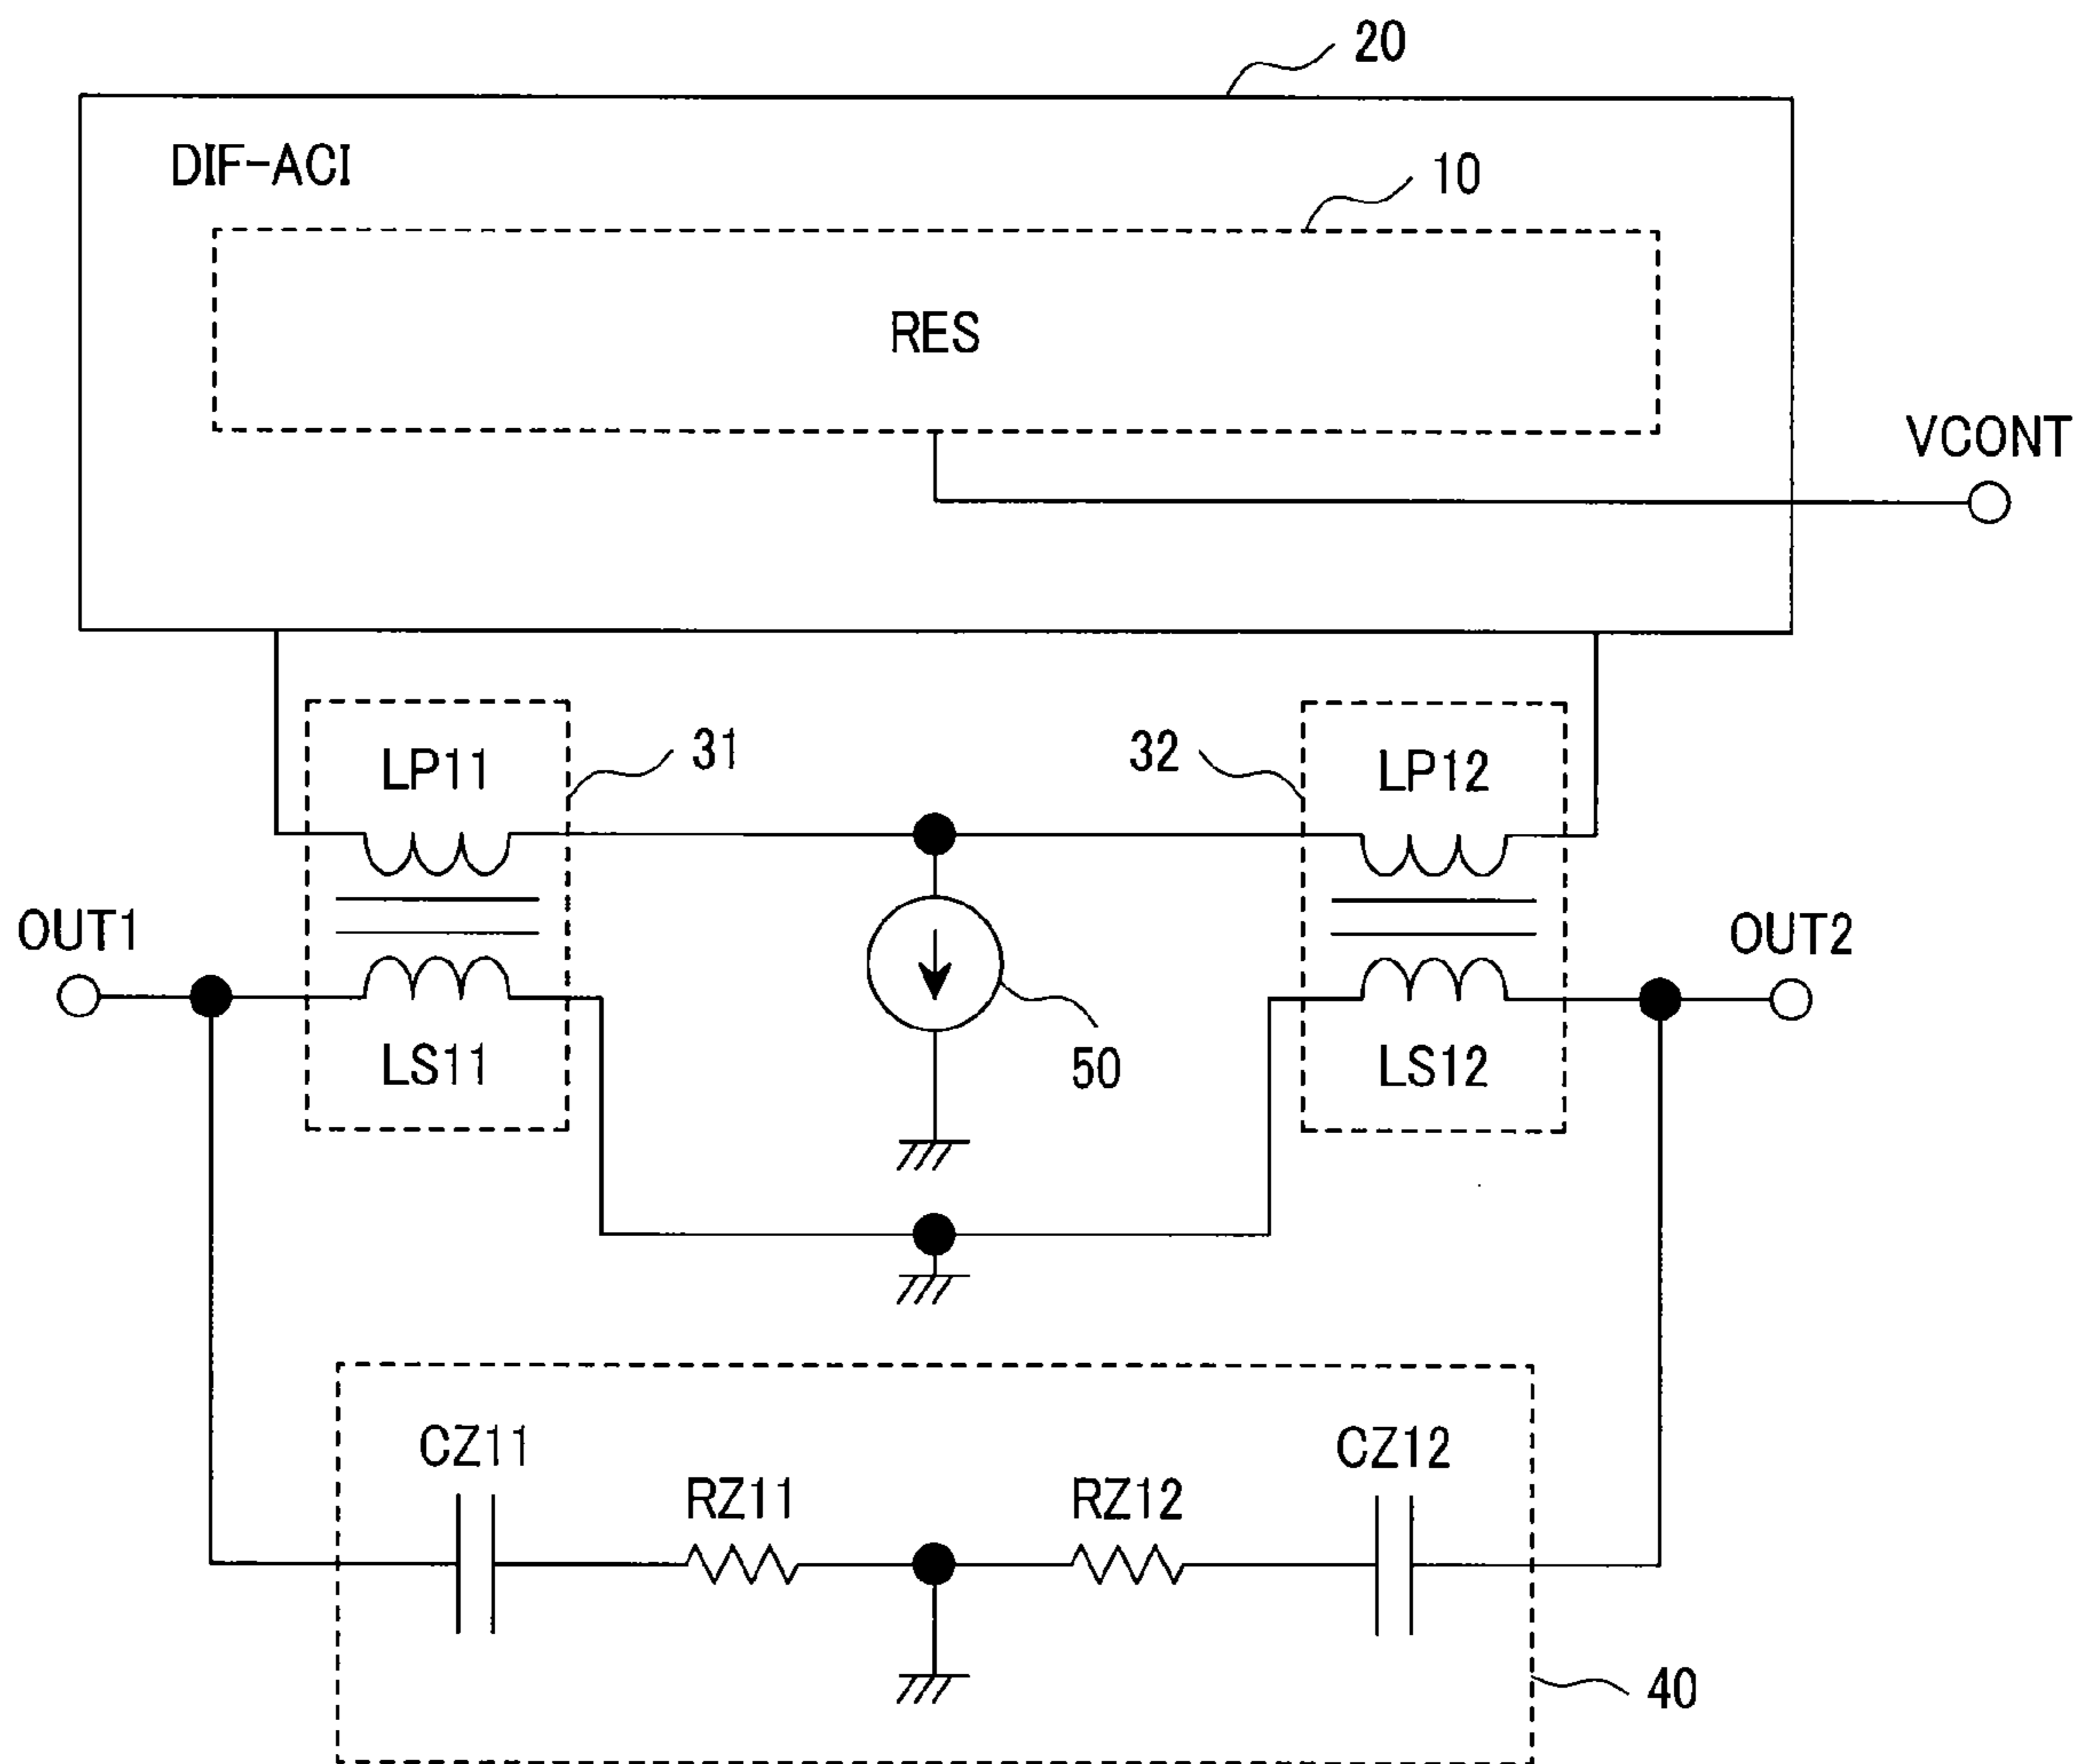 20
DIF-ACI
10
RES
VCONT
LP11
31
32
LP12
OUT1
OUT2
LS11
50
LS12
CZ11
CZ12
RZ11
RZ12
40